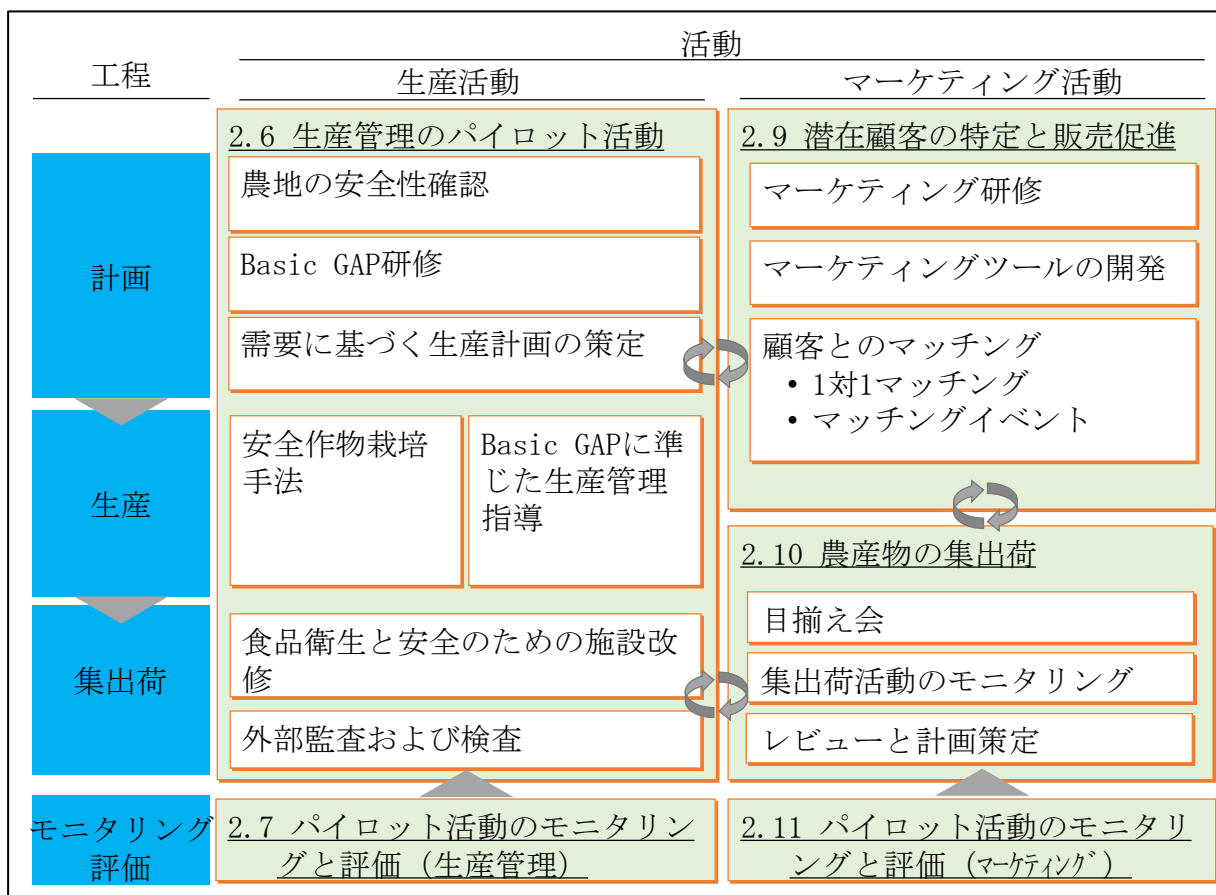 活動
工程
生産活動
マーケティング活動
計画
生産
集出荷
モニタリング
評価
2.6 生産管理のパイロット活動
農地の安全性確認
Basic GAP研修
需要に基づく生産計画の策定
安全作物栽培
手法
Basic GAPに準
じた生産管理
指導
食品衛生と安全のための施設改
修
外部監査および検査
2.7 パイロット活動のモニタリン
グと評価（生産管理）
2.9 潜在顧客の特定と販売促進
マーケティング研修
マーケティングツールの開発
顧客とのマッチング
• 1対1マッチング
• マッチングイベント
2.10 農産物の集出荷
目揃え会
集出荷活動のモニタリング
レビューと計画策定
2.11 パイロット活動のモニタリ
ングと評価（ﾏｰｹﾃｨﾝｸﾞ）